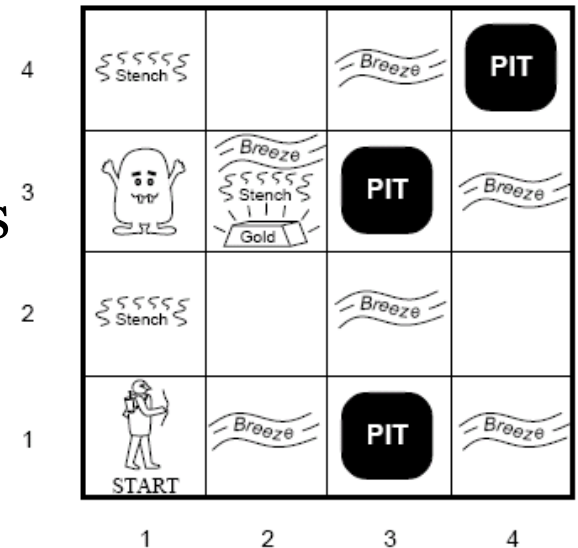 4 Stench Breeze PIT
Breeze
S 3 Stench PIT Breeze
Gold
2 Stench Breeze
1 Breeze PIT Breeze
START
1 2 3 4